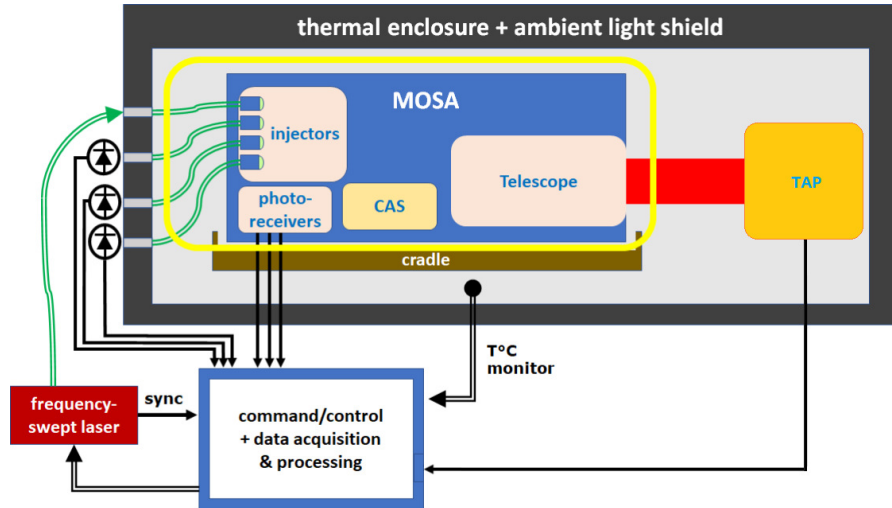 thermal enclosure + ambient light shield
MOSA
injectors
Telescope
TAP
photo-
receivers
CAS
cradle
T°C
monitor
frequency-
swept laser
sync
command/control
+ data acquisition
& processing